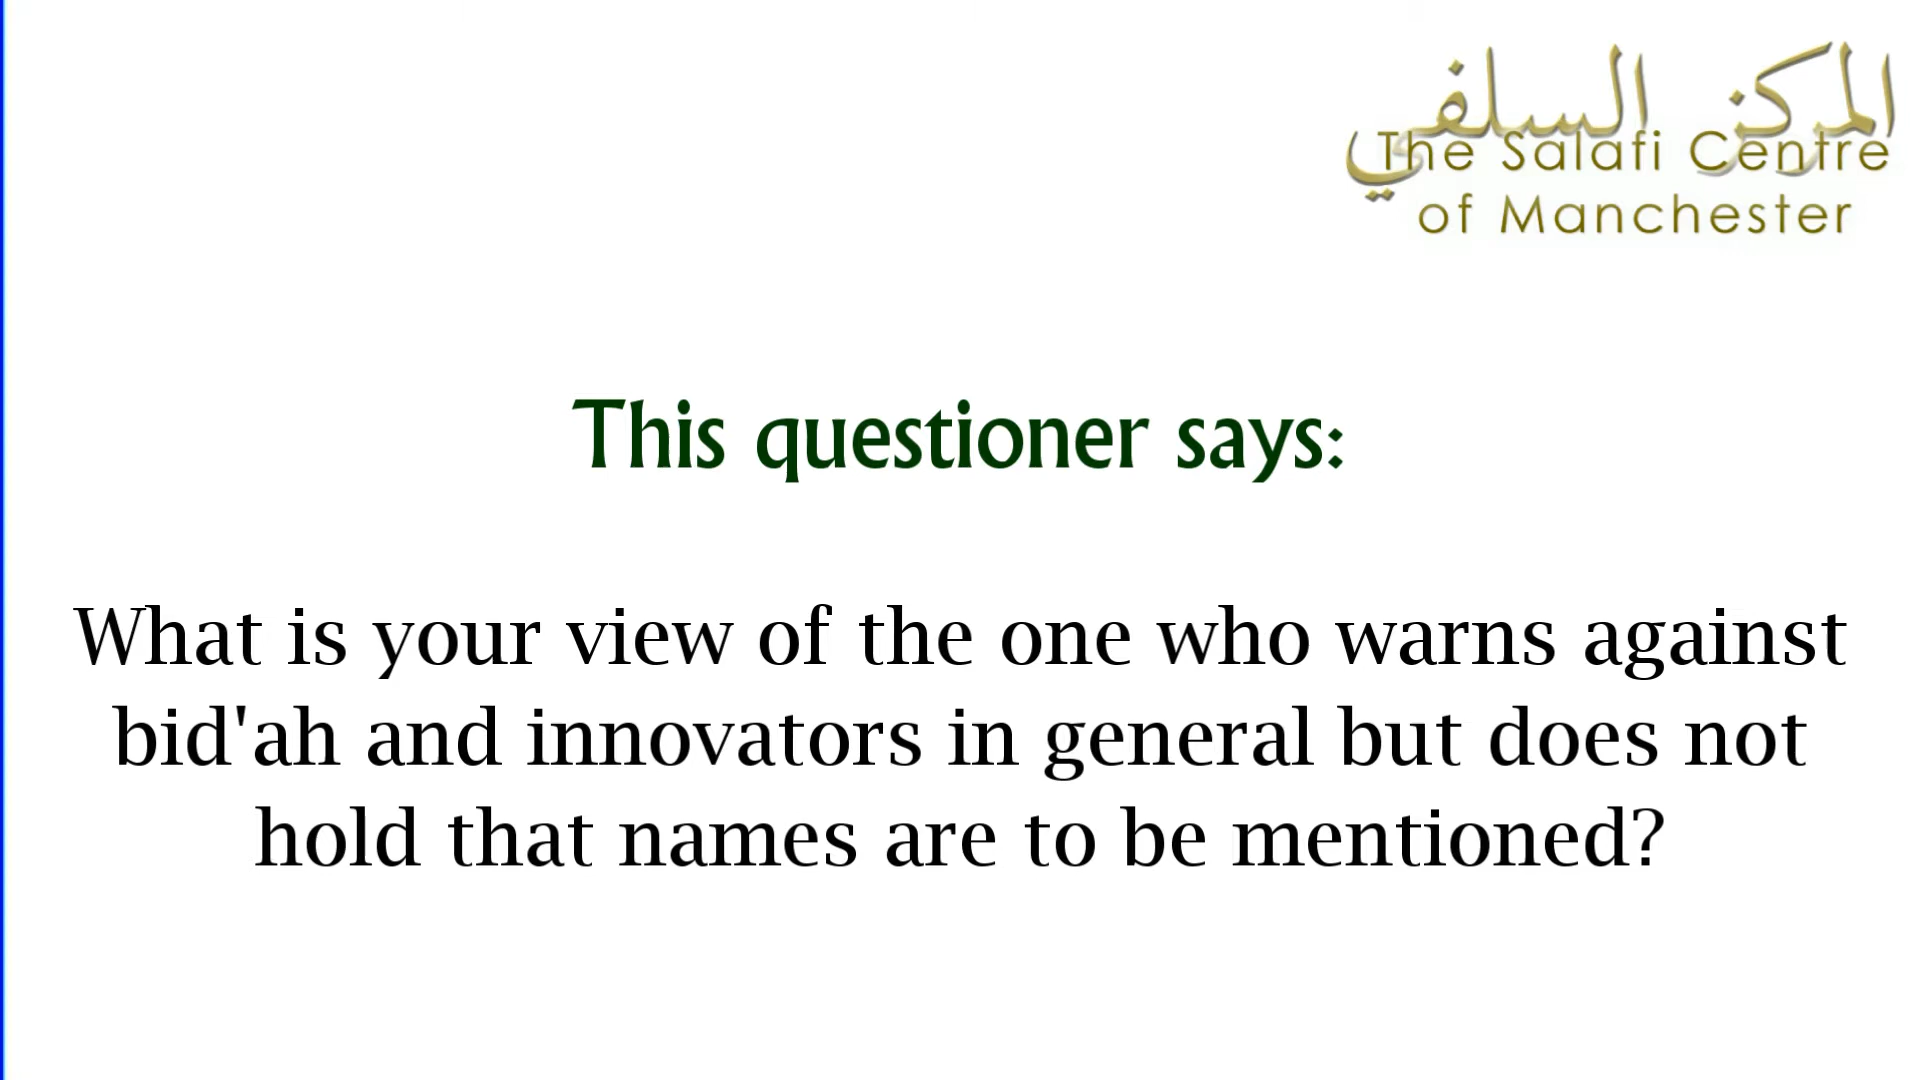 المركز السلفي
The Salafi Centre
of Manchester
This questioner says:
What is your view of the one who warns against
bid'ah and innovators in general but does not
hold that names are to be mentioned?